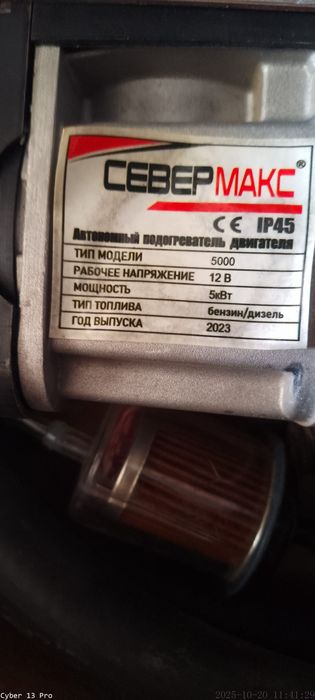 СЕВЕРМАКС®
CE IP45
Автономный подогреватель двигателя
ТИП МОДЕЛИ 5000
РАБОЧЕЕ НАПРЯЖЕНИЕ 12 В
МОЩНОСТЬ 5кВт
ТИП ТОПЛИВА бензин/дизель
ГОД ВЫПУСКА 2023
Cyber 13 Pro 2025-10-20 11:41:29